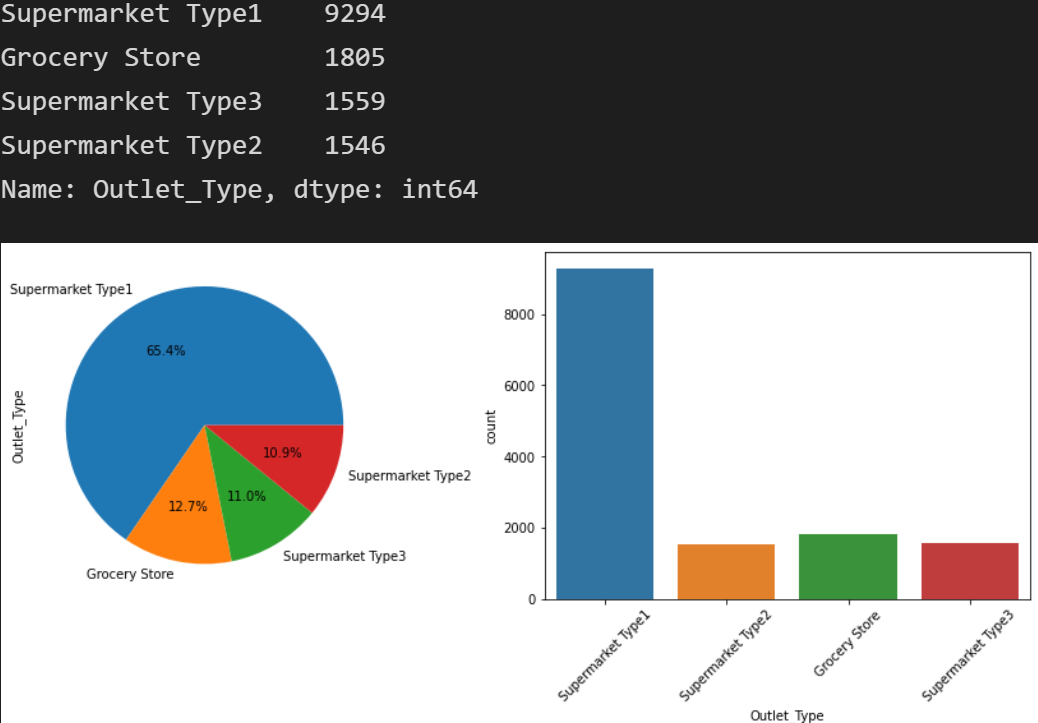 Supermarket Type1    9294
Grocery Store        1805
Supermarket Type3    1559
Supermarket Type2    1546
Name: Outlet_Type, dtype: int64
Supermarket Type1
65.4%
Outlet_Type
10.9%
Supermarket Type2
11.0%
12.7%
Supermarket Type3
Grocery Store
8000
6000
count
4000
2000
0
Supermarket Type1
Supermarket Type2
Grocery Store
Supermarket Type3
Outlet_Type